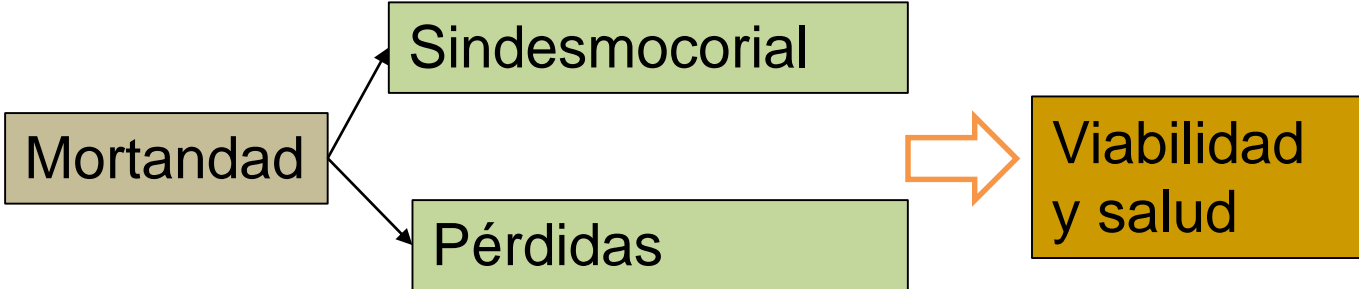 Sindesmocorial
Mortandad
Viabilidad
y salud
Pérdidas